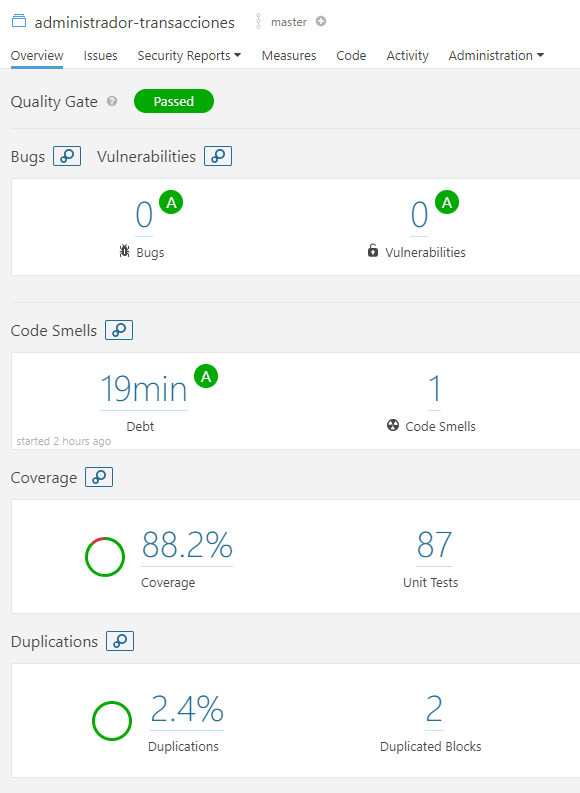 administrador-transacciones master
Overview Issues Security Reports Measures Code Activity Administration
Quality Gate ? Passed
Bugs Vulnerabilities
0 A 0 A
Bugs Vulnerabilities
Code Smells
19min A 1
Debt Code Smells
started 2 hours ago
Coverage
88.2% 87
Coverage Unit Tests
Duplications
2.4% 2
Duplications Duplicated Blocks